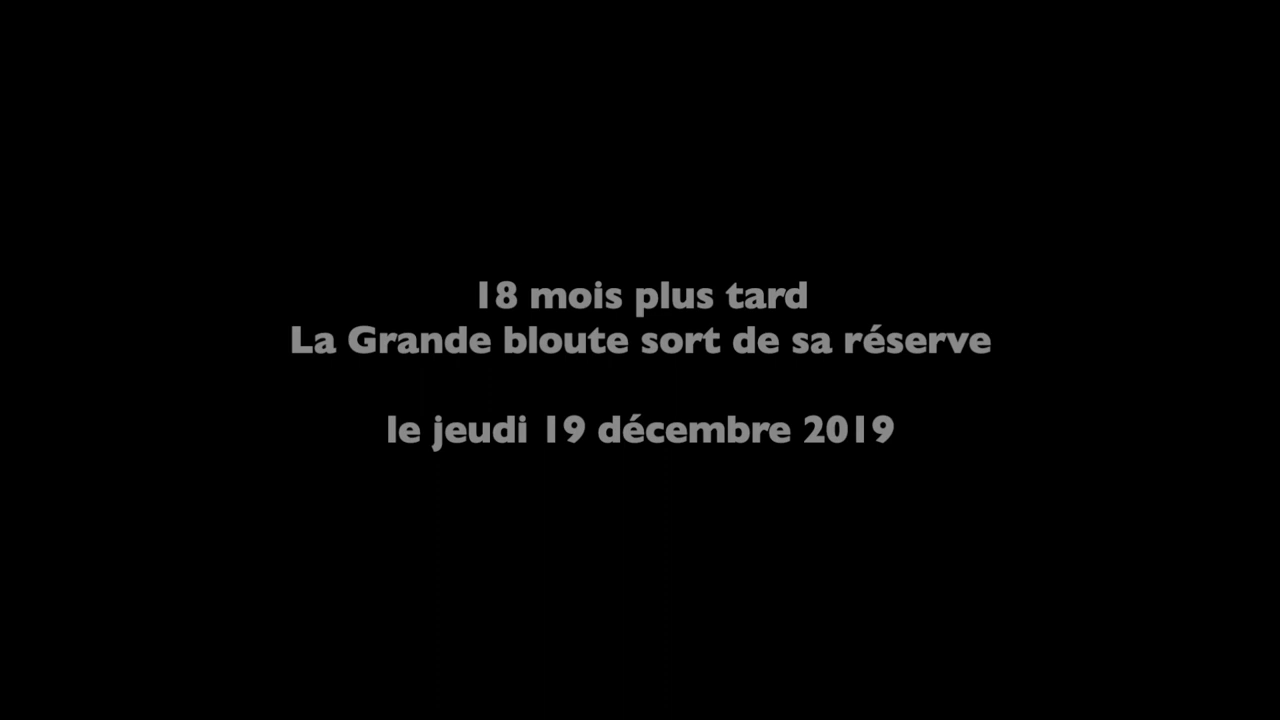 18 mois plus tard
La Grande bloute sort de sa réserve
le jeudi 19 décembre 2019